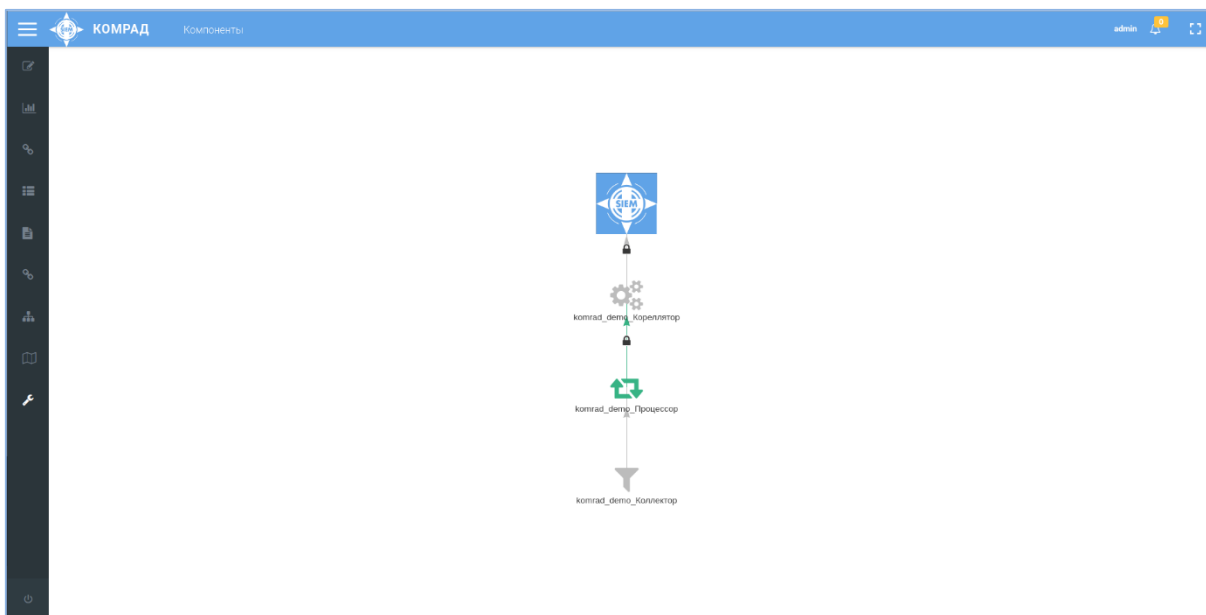 КОМРАД Компоненты admin 0
SIEM
komrad_demo_Кореллятор
komrad_demo_Процессор
komrad_demo_Коллектор